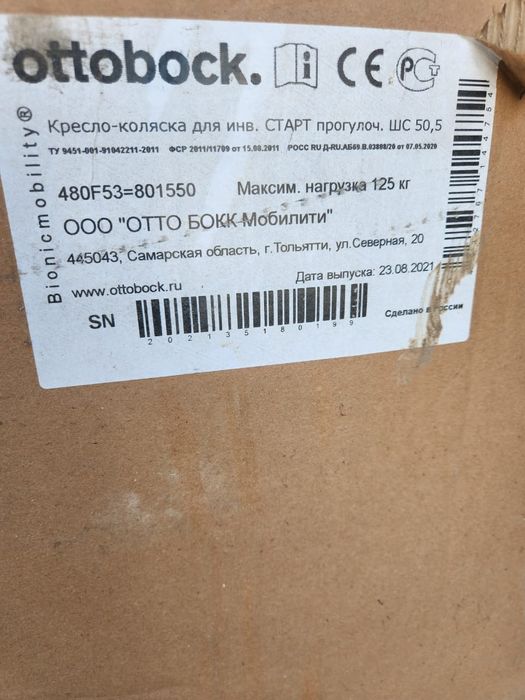 ottobock.
Bionicmobility®
Кресло-коляска для инв. СТАРТ прогулоч. ШС 50,5
ТУ 9451-001-91042211-2011 ФСР 2011/11709 от 15.08.2011 РОСС RU Д-RU.АБ69.В.03808/20 от 07.05.2020
480F53=801550 Максим. нагрузка 125 кг
ООО "ОТТО БОКК Мобилити"
445043, Самарская область, г.Тольятти, ул.Северная, 20
www.ottobock.ru Дата выпуска: 23.08.2021
SN
202135180199
Сделано в России